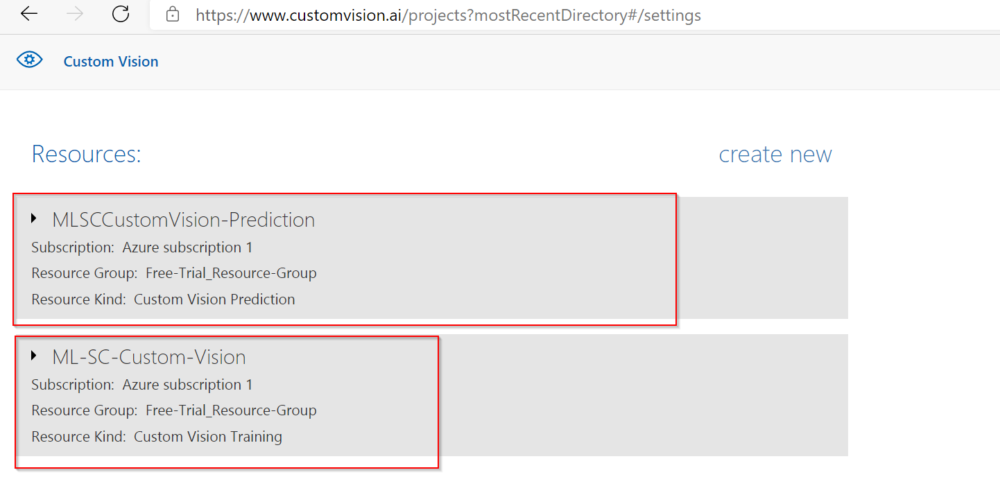 https://www.customvision.ai/projects?mostRecentDirectory#/settings
Custom Vision
Resources:
create new
MLSCCustomVision-Prediction
Subscription: Azure subscription 1
Resource Group: Free-Trial_Resource-Group
Resource Kind: Custom Vision Prediction
ML-SC-Custom-Vision
Subscription: Azure subscription 1
Resource Group: Free-Trial_Resource-Group
Resource Kind: Custom Vision Training